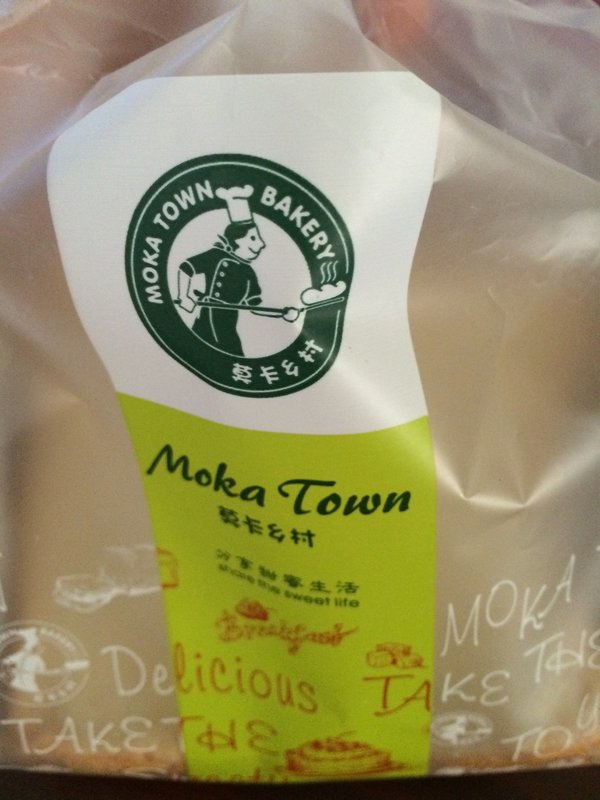 MOKA TOWN BAKERY
莫卡乡村
Moka Town
莫卡乡村
分享甜蜜生活
share the sweet life
Breakfast
Delicious
TAKE THE
MOKA
TAKE THE
TO